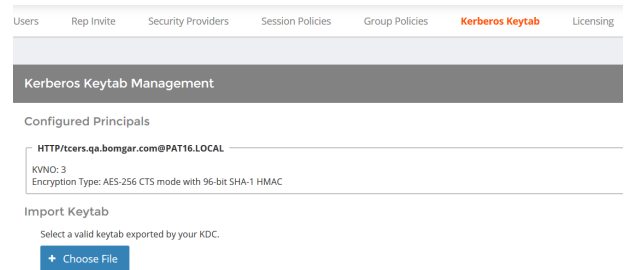 Users Rep Invite Security Providers Session Policies Group Policies Kerberos Keytab Licensing
Kerberos Keytab Management
Configured Principals
HTTP/tcers.qa.bomgar.com@PAT16.LOCAL
KVNO: 3
Encryption Type: AES-256 CTS mode with 96-bit SHA-1 HMAC
Import Keytab
Select a valid keytab exported by your KDC.
+ Choose File